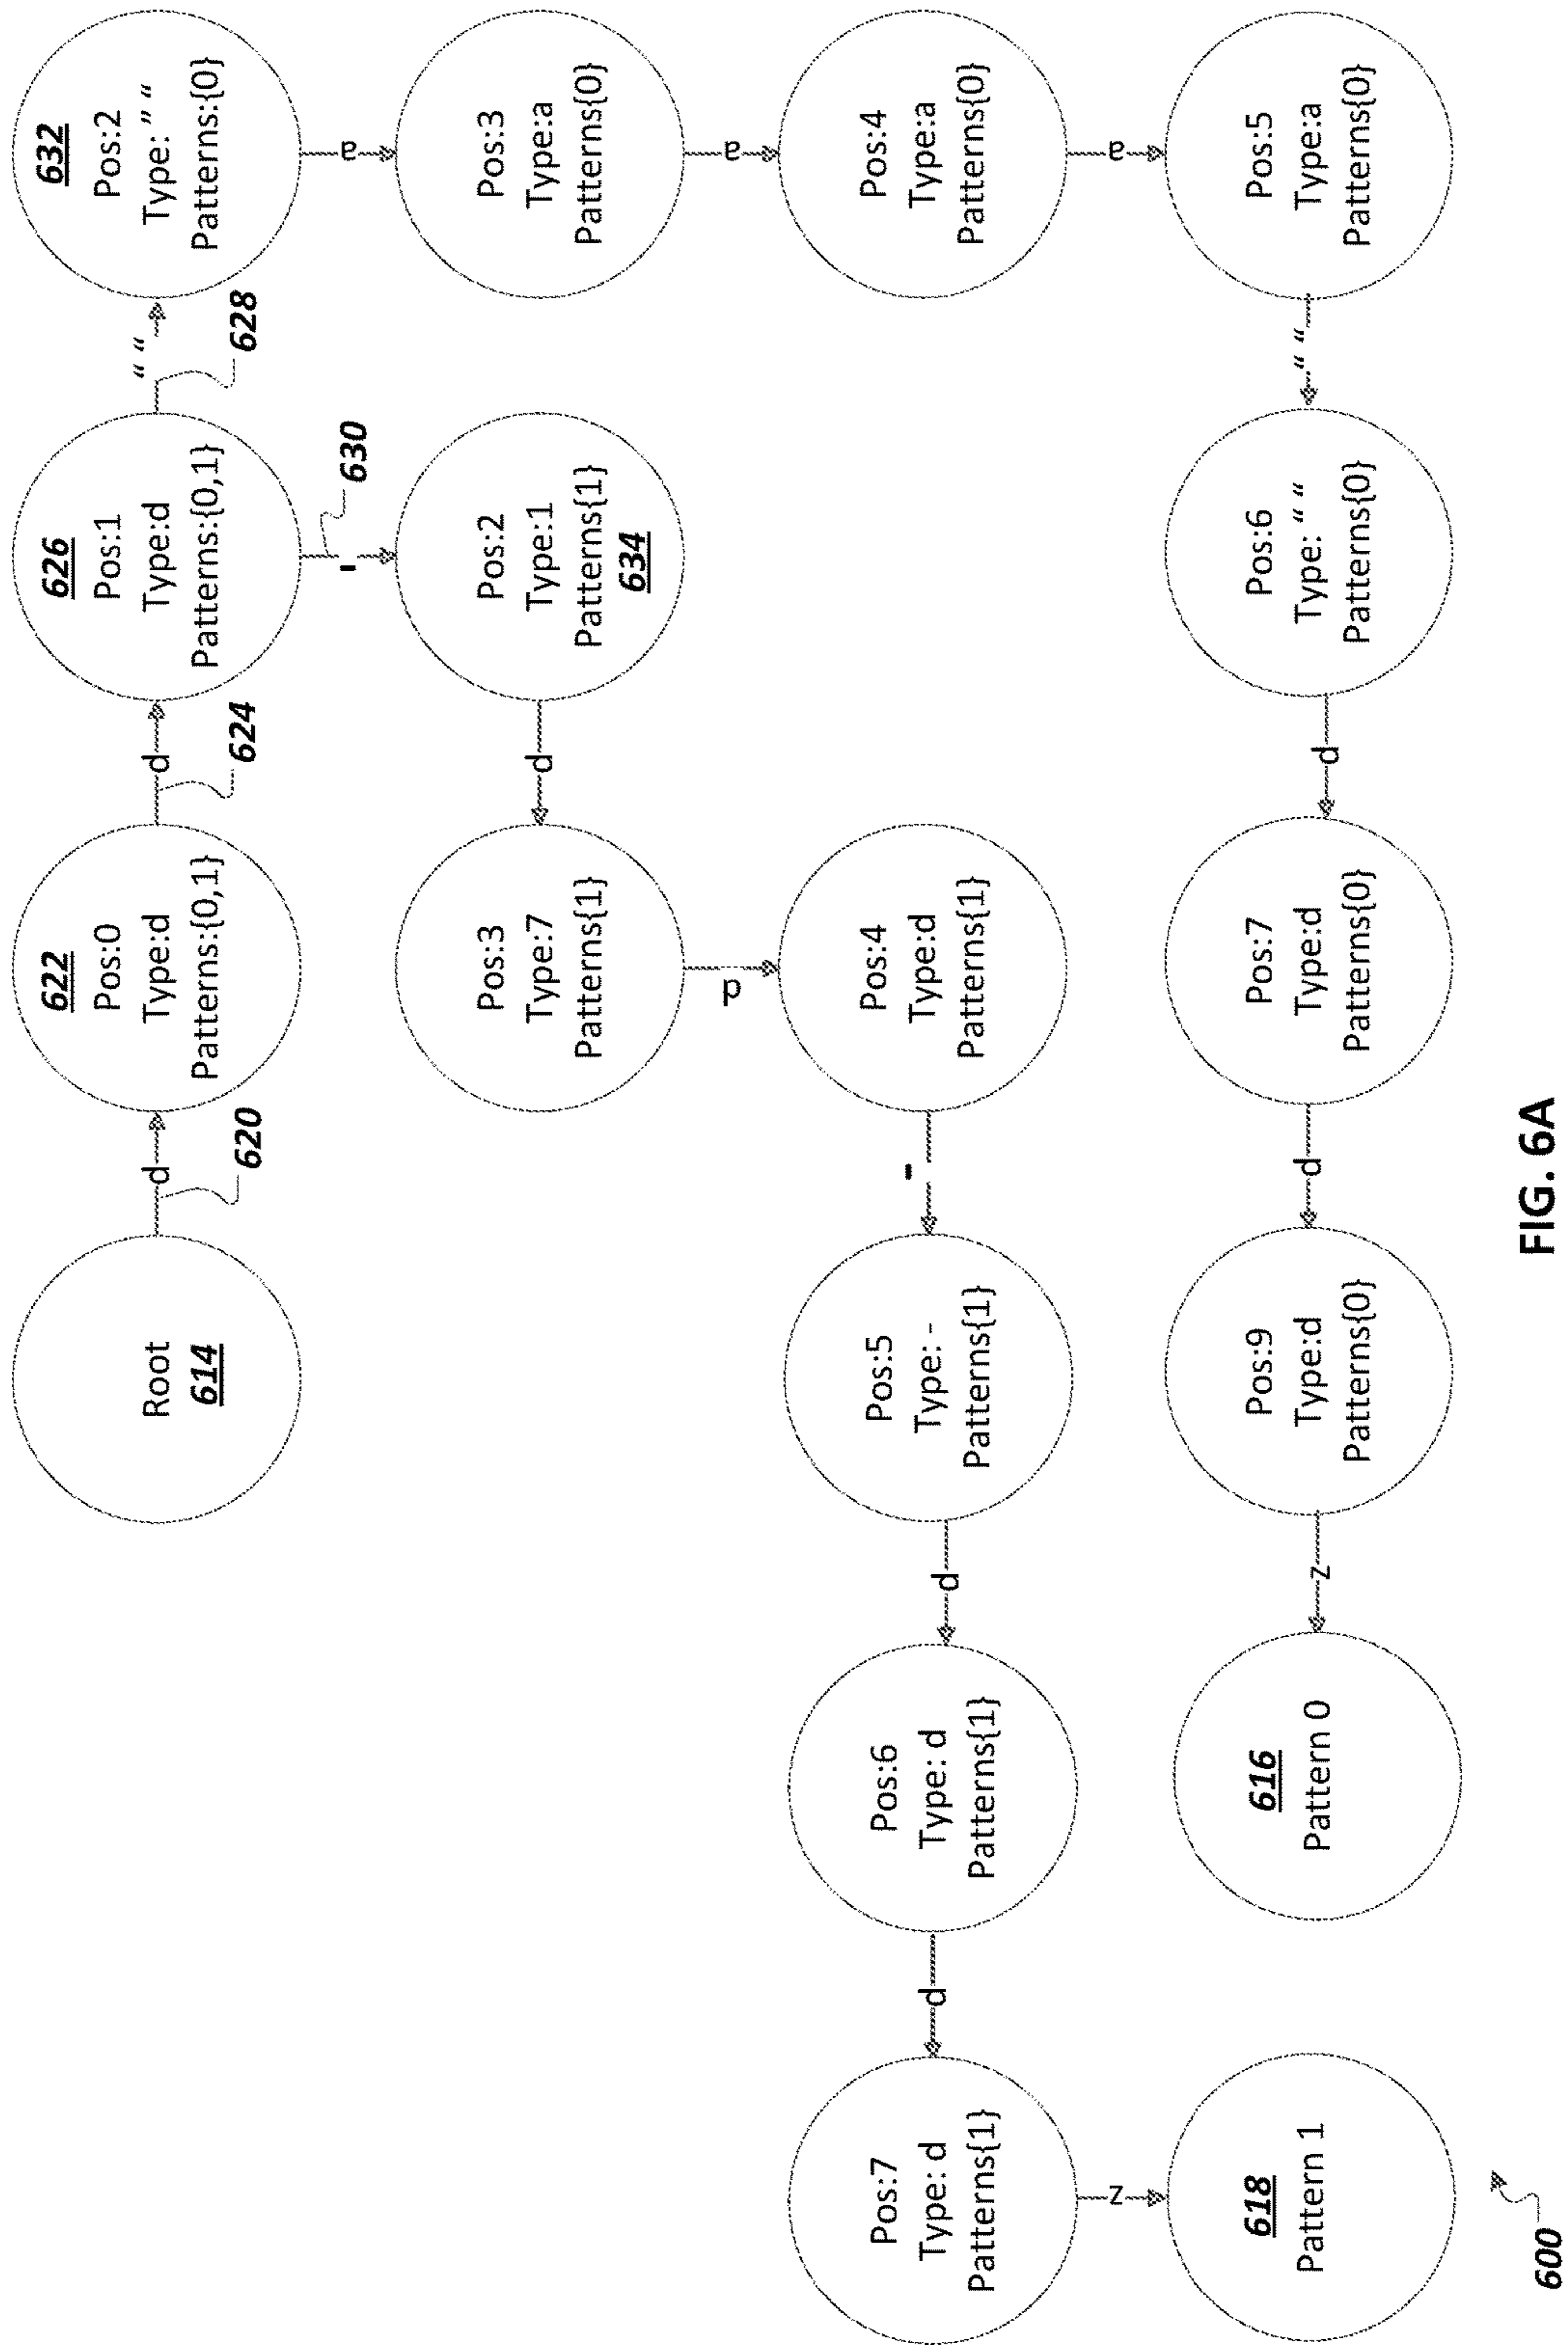 Root
614
d
620
622
Pos:0
Type:d
Patterns:{0,1}
d
624
626
Pos:1
Type:d
Patterns:{0,1}
“ “
628
632
Pos:2
Type: ” “
Patterns:{0}
-
630
a
Pos:3
Type:7
Patterns{1}
d
Pos:2
Type:1
Patterns{1}
634
Pos:3
Type:a
Patterns{0}
d
a
Pos:7
Type: d
Patterns{1}
d
Pos:6
Type: d
Patterns{1}
d
Pos:5
Type: -
Patterns{1}
-
Pos:4
Type:d
Patterns{1}
Pos:4
Type:a
Patterns{0}
z
a
618
Pattern 1
616
Pattern 0
z
Pos:9
Type:d
Patterns{0}
d
Pos:7
Type:d
Patterns{0}
d
Pos:6
Type: “ “
Patterns{0}
“ “
Pos:5
Type:a
Patterns{0}
600
FIG. 6A